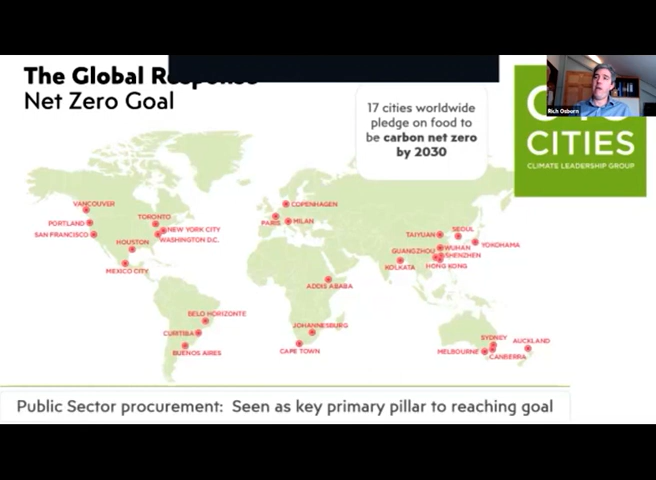 The Global Response
Net Zero Goal
17 cities worldwide
pledge on food to
be carbon net zero
by 2030
Rich Osborn
CITIES
CLIMATE LEADERSHIP GROUP
VANCOUVER
PORTLAND
SAN FRANCISCO
TORONTO
NEW YORK CITY
WASHINGTON D.C.
HOUSTON
MEXICO CITY
COPENHAGEN
PARIS
MILAN
TAIYUAN
SEOUL
YOKOHAMA
GUANGZHOU
WUHAN
SHENZHEN
KOLKATA
HONG KONG
ADDIS ABABA
BELO HORIZONTE
CURITIBA
BUENOS AIRES
JOHANNESBURG
CAPE TOWN
SYDNEY
AUCKLAND
MELBOURNE
CANBERRA
Public Sector procurement: Seen as key primary pillar to reaching goal